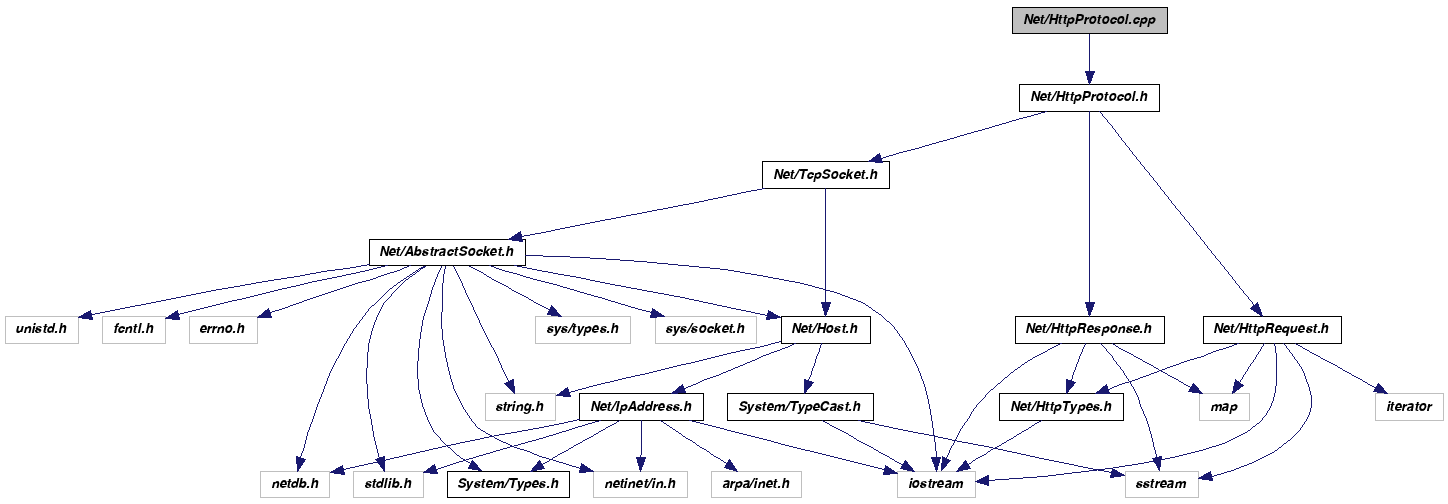 Net/HttpProtocol.cpp
Net/HttpProtocol.h
Net/TcpSocket.h
Net/AbstractSocket.h
unistd.h
fcntl.h
errno.h
sys/types.h
sys/socket.h
Net/Host.h
Net/HttpResponse.h
Net/HttpRequest.h
string.h
Net/IpAddress.h
System/TypeCast.h
Net/HttpTypes.h
map
iterator
netdb.h
stdlib.h
System/Types.h
netinet/in.h
arpa/inet.h
iostream
sstream